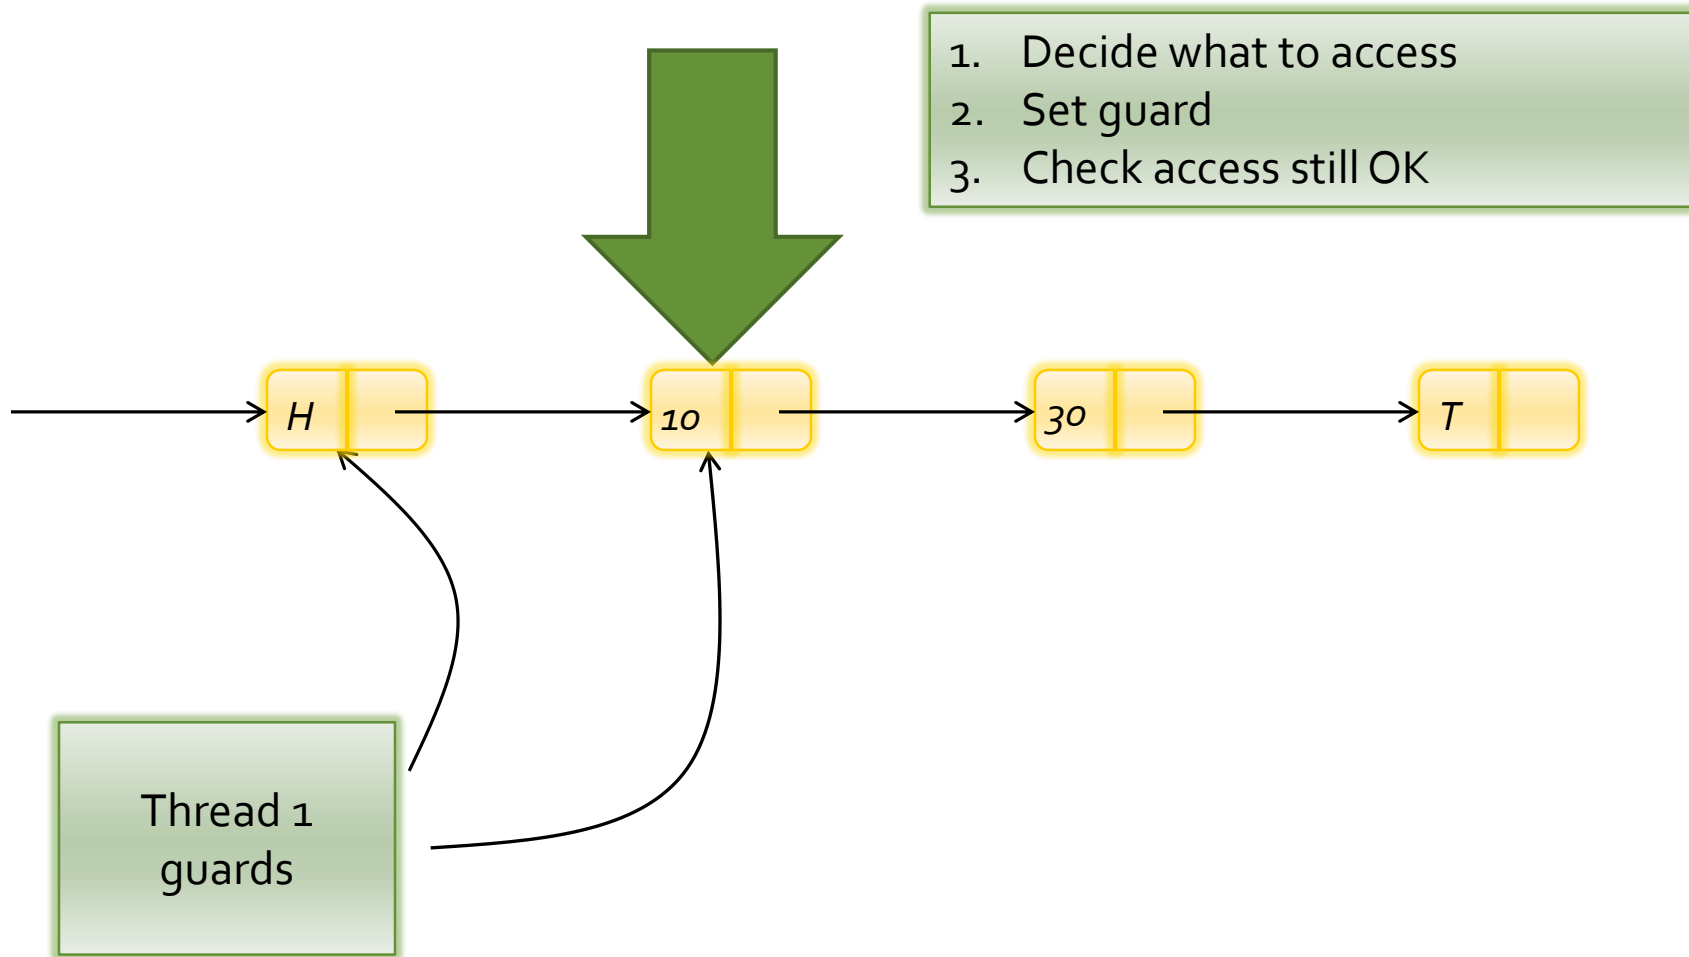 1. Decide what to access
2. Set guard
3. Check access still OK
H
10
30
T
Thread 1
guards